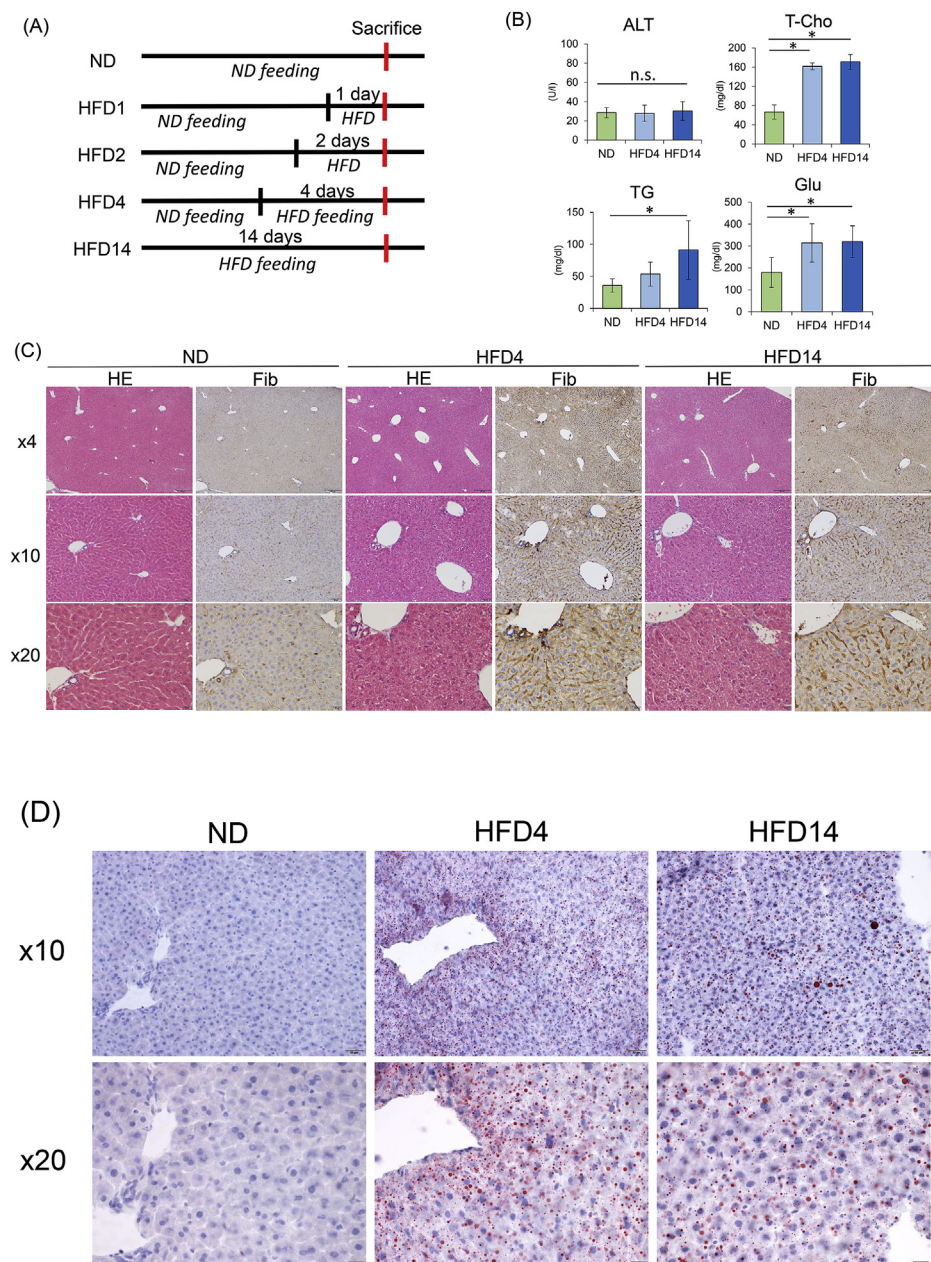 (A)
Sacrifice
ND
ND feeding
HFD1
1 day
ND feeding
HFD
HFD2
2 days
ND feeding
HFD
HFD4
4 days
ND feeding
HFD feeding
HFD14
14 days
HFD feeding
(B)
ALT
(U/l)
100
80
60
40
20
0
n.s.
ND HFD4 HFD14
T-Cho
(mg/dl)
200
160
120
80
40
0
* *
ND HFD4 HFD14
TG
(mg/dl)
150
100
50
0
*
ND HFD4 HFD14
Glu
(mg/dl)
500
400
300
200
100
0
* *
ND HFD4 HFD14
(C)
ND HFD4 HFD14
HE Fib HE Fib HE Fib
x4
x10
x20
(D)
ND HFD4 HFD14
x10
x20